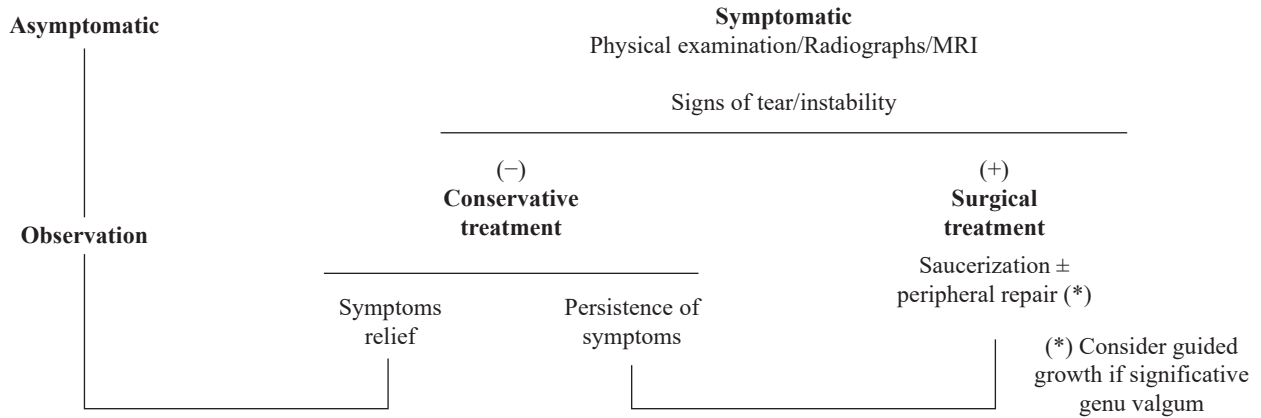 Asymptomatic
Symptomatic
Physical examination/Radiographs/MRI
Signs of tear/instability
(−)
Conservative
treatment
(+)
Surgical
treatment
Observation
Saucerization ±
peripheral repair (*)
Symptoms
relief
Persistence of
symptoms
(*) Consider guided
growth if significative
genu valgum